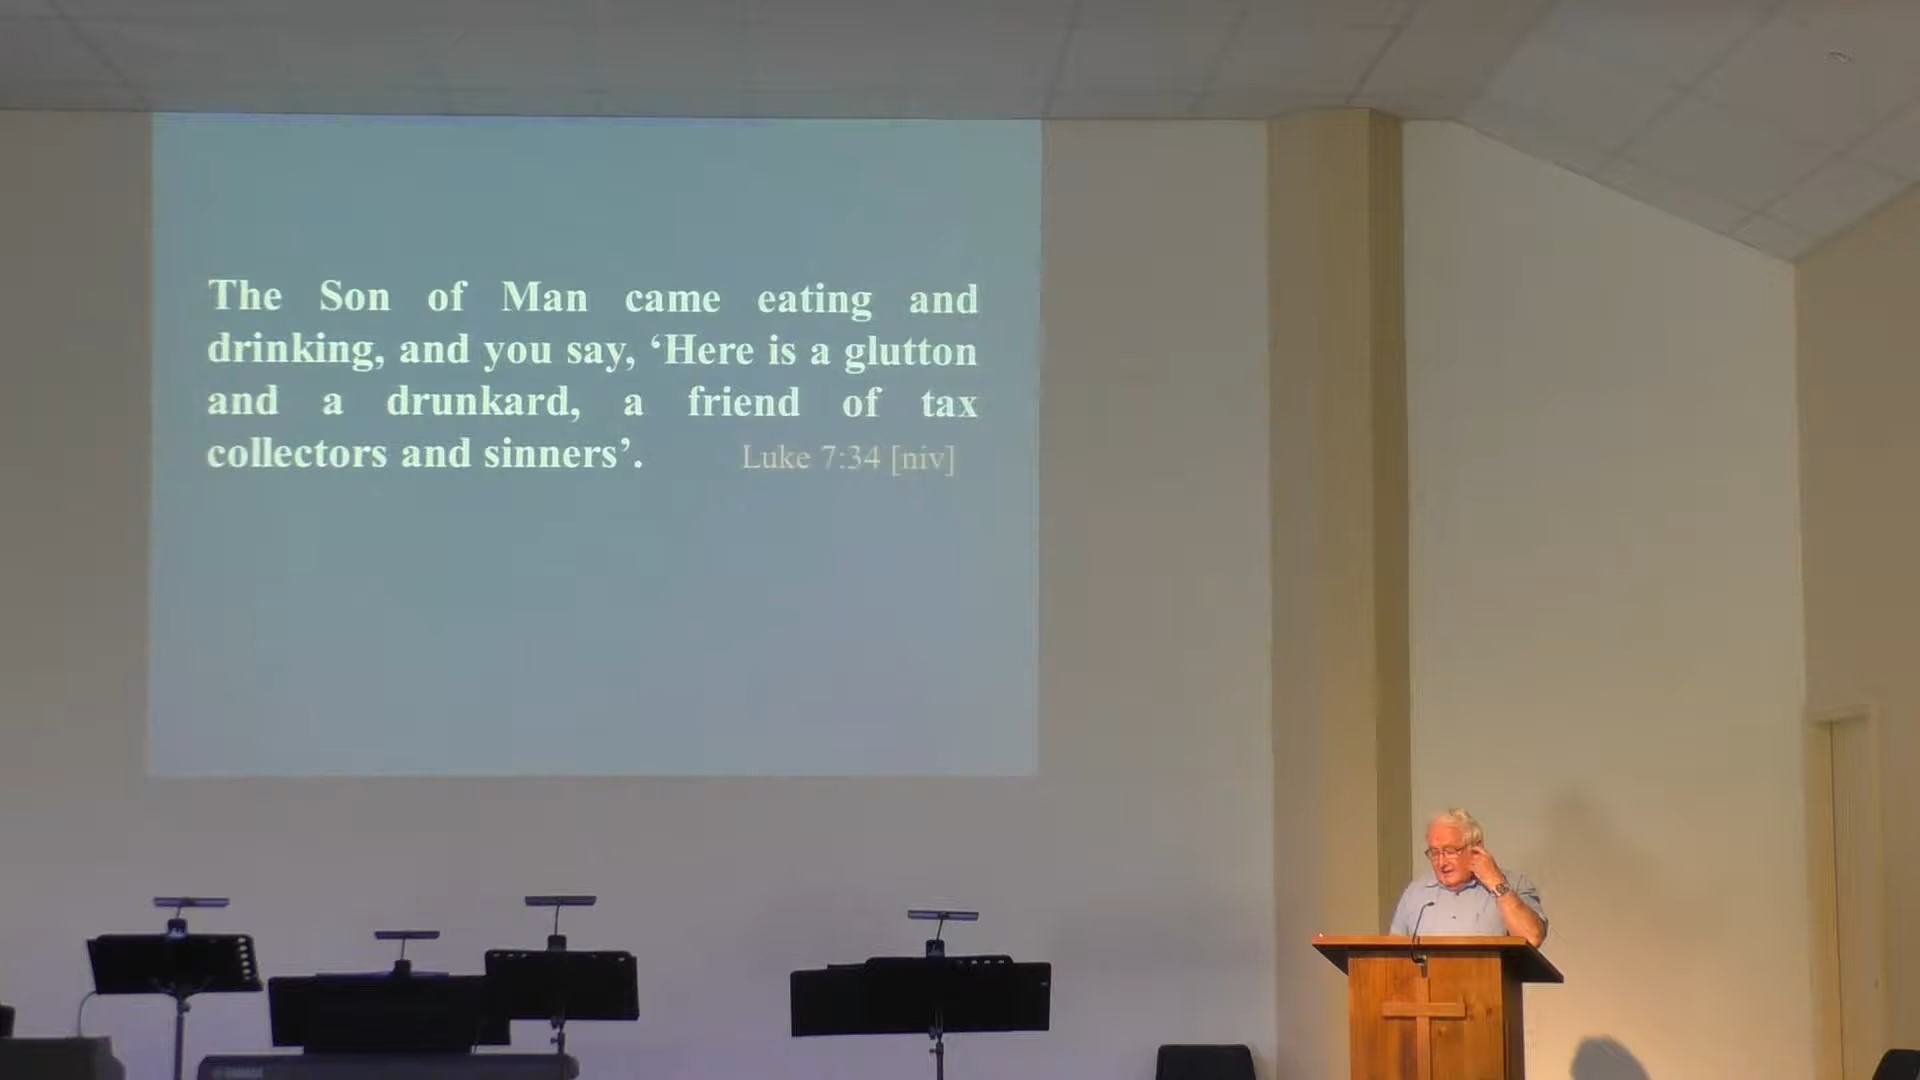 The Son of Man came eating and
drinking, and you say, ‘Here is a glutton
and a drunkard, a friend of tax
collectors and sinners’. Luke 7:34 [niv]